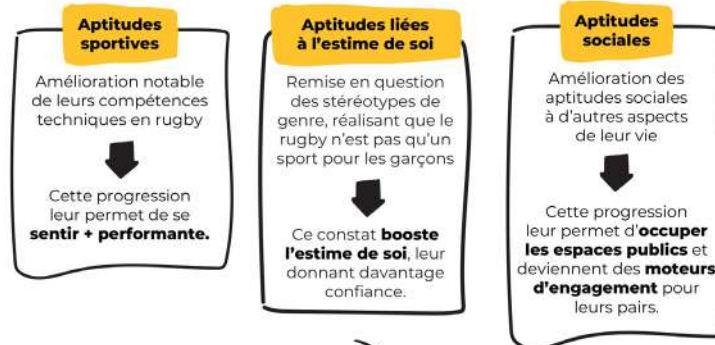 Aptitudes
sportives
Amélioration notable
de leurs compétences
techniques en rugby
Cette progression
leur permet de se
sentir + performante.
Aptitudes liées
à l'estime de soi
Remise en question
des stéréotypes de
genre, réalisant que le
rugby n'est pas qu'un
sport pour les garçons
Ce constat booste
l'estime de soi, leur
donnant davantage
confiance.
Aptitudes
sociales
Amélioration des
aptitudes sociales
à d'autres aspects
de leur vie
Cette progression
leur permet d'occuper
les espaces publics et
deviennent des moteurs
d'engagement pour
leurs pairs.